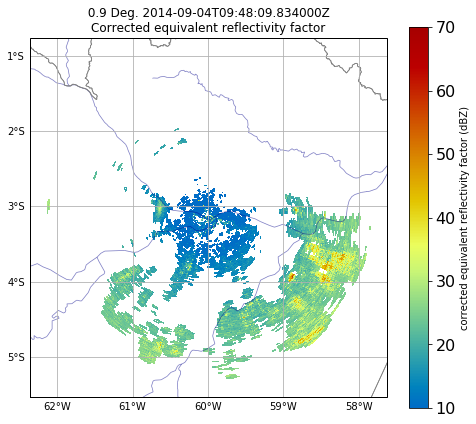 0.9 Deg. 2014-09-04T09:48:09.834000Z
Corrected equivalent reflectivity factor
1°S
2°S
3°S
4°S
5°S
62°W
61°W
60°W
59°W
58°W
70
60
50
40
30
20
10
corrected equivalent reflectivity factor (dBZ)